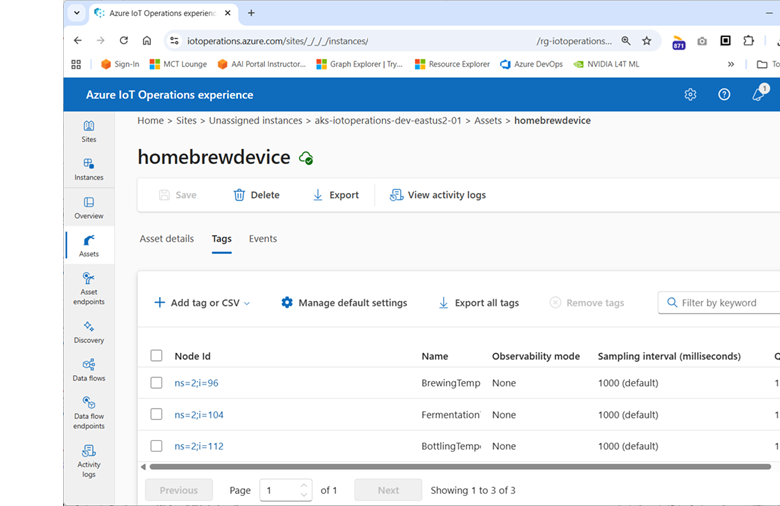 Azure IoT Operations experienc
iotoperations.azure.com/sites/_/_/_/instances/ /rg-iotoperations...
871
Sign-In MCT Lounge AAI Portal Instructor... Graph Explorer | Try... Resource Explorer Azure DevOps NVIDIA L4T ML » To
Azure IoT Operations experience
1
Home > Sites > Unassigned instances > aks-iotoperations-dev-eastus2-01 > Assets > homebrewdevice
Sites
Instances
Overview
Assets
Asset
endpoints
Discovery
Data flows
Data flow
endpoints
Activity
logs
homebrewdevice
Save Delete Export View activity logs
Asset details Tags Events
Add tag or CSV Manage default settings Export all tags Remove tags Filter by keyword
Node Id Name Observability mode Sampling interval (milliseconds) Q
ns=2;i=96 BrewingTemp None 1000 (default) 1
ns=2;i=104 Fermentation None 1000 (default) 1
ns=2;i=112 BottlingTemp None 1000 (default) 1
Previous Page 1 of 1 Next Showing 1 to 3 of 3